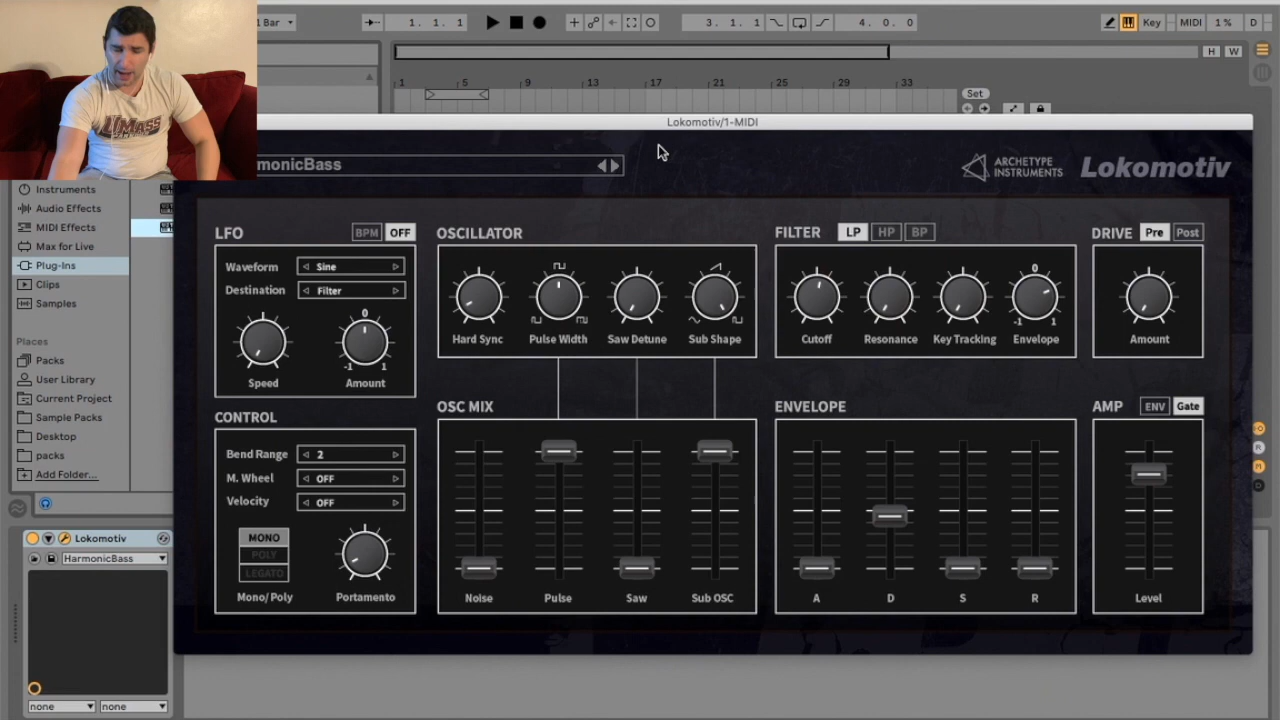 1 Bar
1. 1. 1
3. 1. 1
4. 0. 0
Key
MIDI
1 %
D
H
W
1
5
9
13
17
21
25
29
33
Set
Lokomotiv/1-MIDI
UMASS
monicBass
ARCHETYPE
INSTRUMENTS
Lokomotiv
Instruments
Audio Effects
MIDI Effects
Max for Live
Plug-Ins
Clips
Samples
Places
Packs
User Library
Current Project
Sample Packs
Desktop
packs
Add Folder...
LFO
BPM
OFF
Waveform
Sine
Destination
Filter
0
-1
1
Speed
Amount
OSCILLATOR
Hard Sync
Pulse Width
Saw Detune
Sub Shape
FILTER
LP
HP
BP
0
-1
1
Cutoff
Resonance
Key Tracking
Envelope
DRIVE
Pre
Post
Amount
CONTROL
Bend Range
2
M. Wheel
OFF
Velocity
OFF
MONO
POLY
LEGATO
Mono/Poly
Portamento
OSC MIX
Noise
Pulse
Saw
Sub OSC
ENVELOPE
A
D
S
R
AMP
ENV
Gate
Level
R
D
Lokomotiv
HarmonicBass
none
none